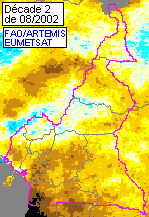 Décade 2
de 08/2002
FAO/ARTEMIS
EUMETSAT